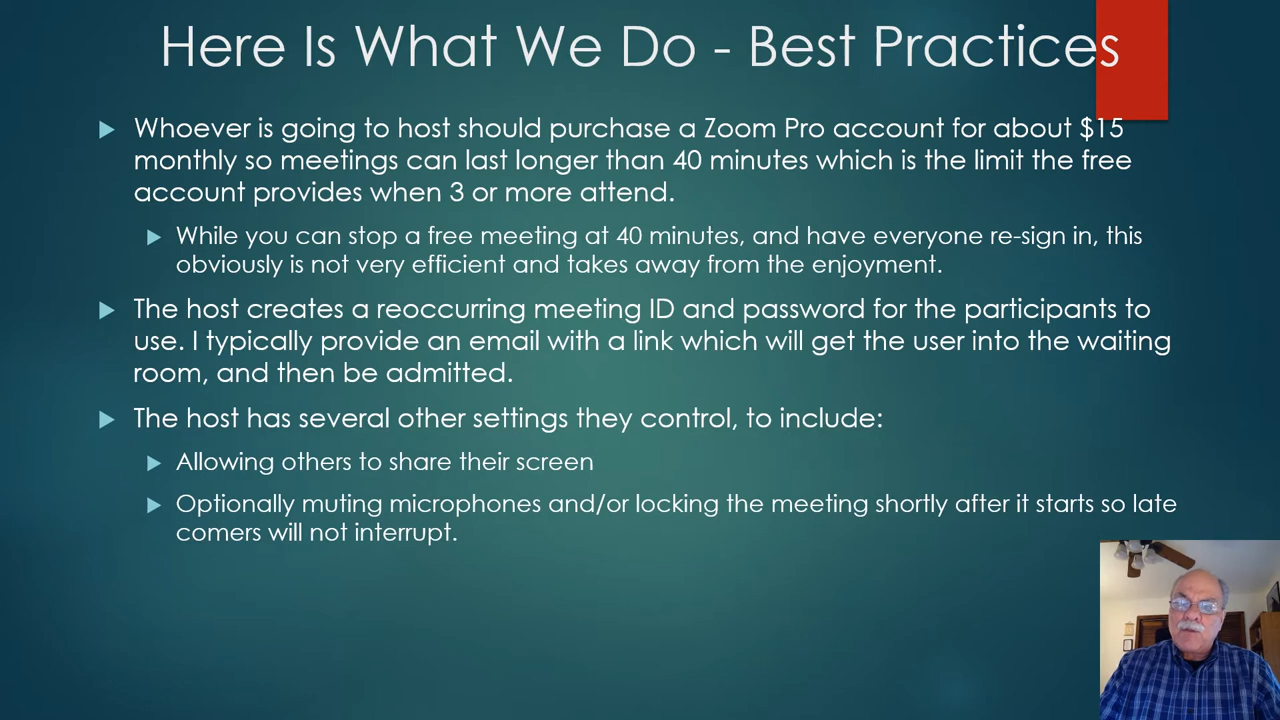 Here Is What We Do - Best Practices
Whoever is going to host should purchase a Zoom Pro account for about $15
monthly so meetings can last longer than 40 minutes which is the limit the free
account provides when 3 or more attend.
While you can stop a free meeting at 40 minutes, and have everyone re-sign in, this
obviously is not very efficient and takes away from the enjoyment.
The host creates a reoccurring meeting ID and password for the participants to
use. I typically provide an email with a link which will get the user into the waiting
room, and then be admitted.
The host has several other settings they control, to include:
Allowing others to share their screen
Optionally muting microphones and/or locking the meeting shortly after it starts so late
comers will not interrupt.